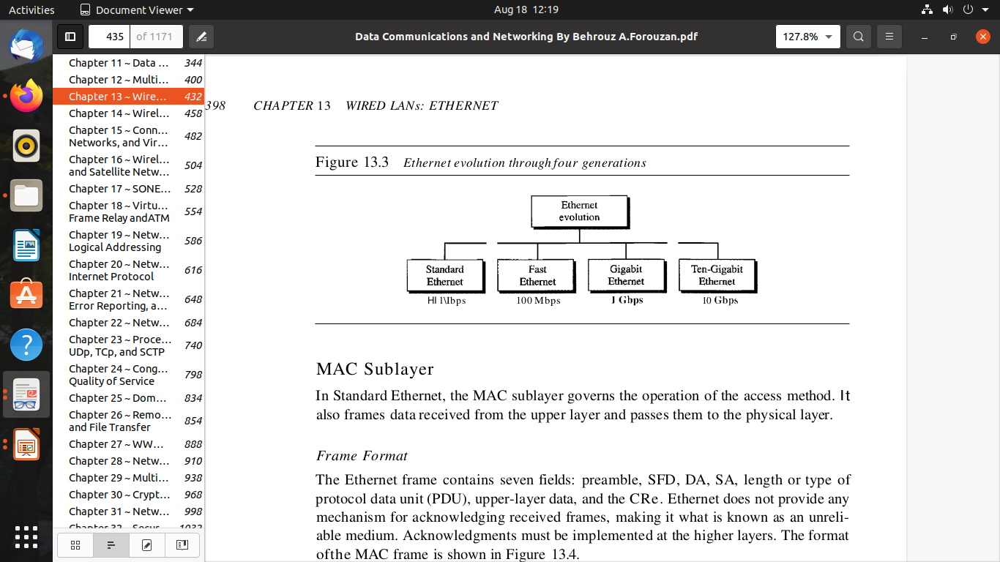 Activities
Document Viewer
Aug 18 12:19
435
of 1171
Data Communications and Networking By Behrouz A.Forouzan.pdf
127.8%
Chapter 11 ~ Data ... 344
Chapter 12 ~ Multi... 400
Chapter 13 ~ Wire... 432
Chapter 14 ~ Wirel... 458
Chapter 15 ~ Conn...
Networks, and Vir... 482
Chapter 16 ~ Wirel...
and Satellite Netw... 504
Chapter 17 ~ SONE... 528
Chapter 18 ~ Virtu...
Frame Relay andATM 554
Chapter 19 ~ Netw...
Logical Addressing 586
Chapter 20 ~ Netw...
Internet Protocol 616
Chapter 21 ~ Netw...
Error Reporting, a... 648
Chapter 22 ~ Netw... 684
Chapter 23 ~ Proce...
UDp, TCp, and SCTP 740
Chapter 24 ~ Cong...
Quality of Service 798
Chapter 25 ~ Dom... 834
Chapter 26 ~ Remo...
and File Transfer 854
Chapter 27 ~ WW... 888
Chapter 28 ~ Netw... 910
Chapter 29 ~ Multi... 938
Chapter 30 ~ Crypt... 968
Chapter 31 ~ Netw... 998
Chapter 32 ~ Secur... 1032
398 CHAPTER 13 WIRED LANs: ETHERNET
Figure 13.3 Ethernet evolution through four generations
Ethernet
evolution
Standard
Ethernet
HI I\Ibps
Fast
Ethernet
100 Mbps
Gigabit
Ethernet
1 Gbps
Ten-Gigabit
Ethernet
10 Gbps
MAC Sublayer
In Standard Ethernet, the MAC sublayer governs the operation of the access method. It
also frames data received from the upper layer and passes them to the physical layer.
Frame Format
The Ethernet frame contains seven fields: preamble, SFD, DA, SA, length or type of
protocol data unit (PDU), upper-layer data, and the CRe. Ethernet does not provide any
mechanism for acknowledging received frames, making it what is known as an unreli-
able medium. Acknowledgments must be implemented at the higher layers. The format
ofthe MAC frame is shown in Figure 13.4.